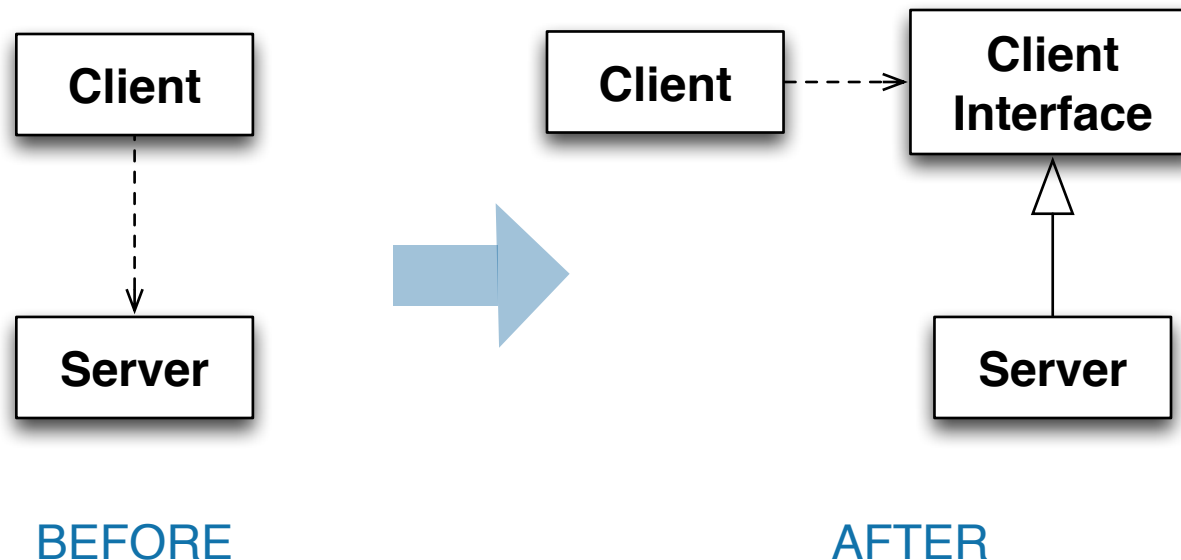 Client
Server
Client
Client
Interface
Server
BEFORE
AFTER